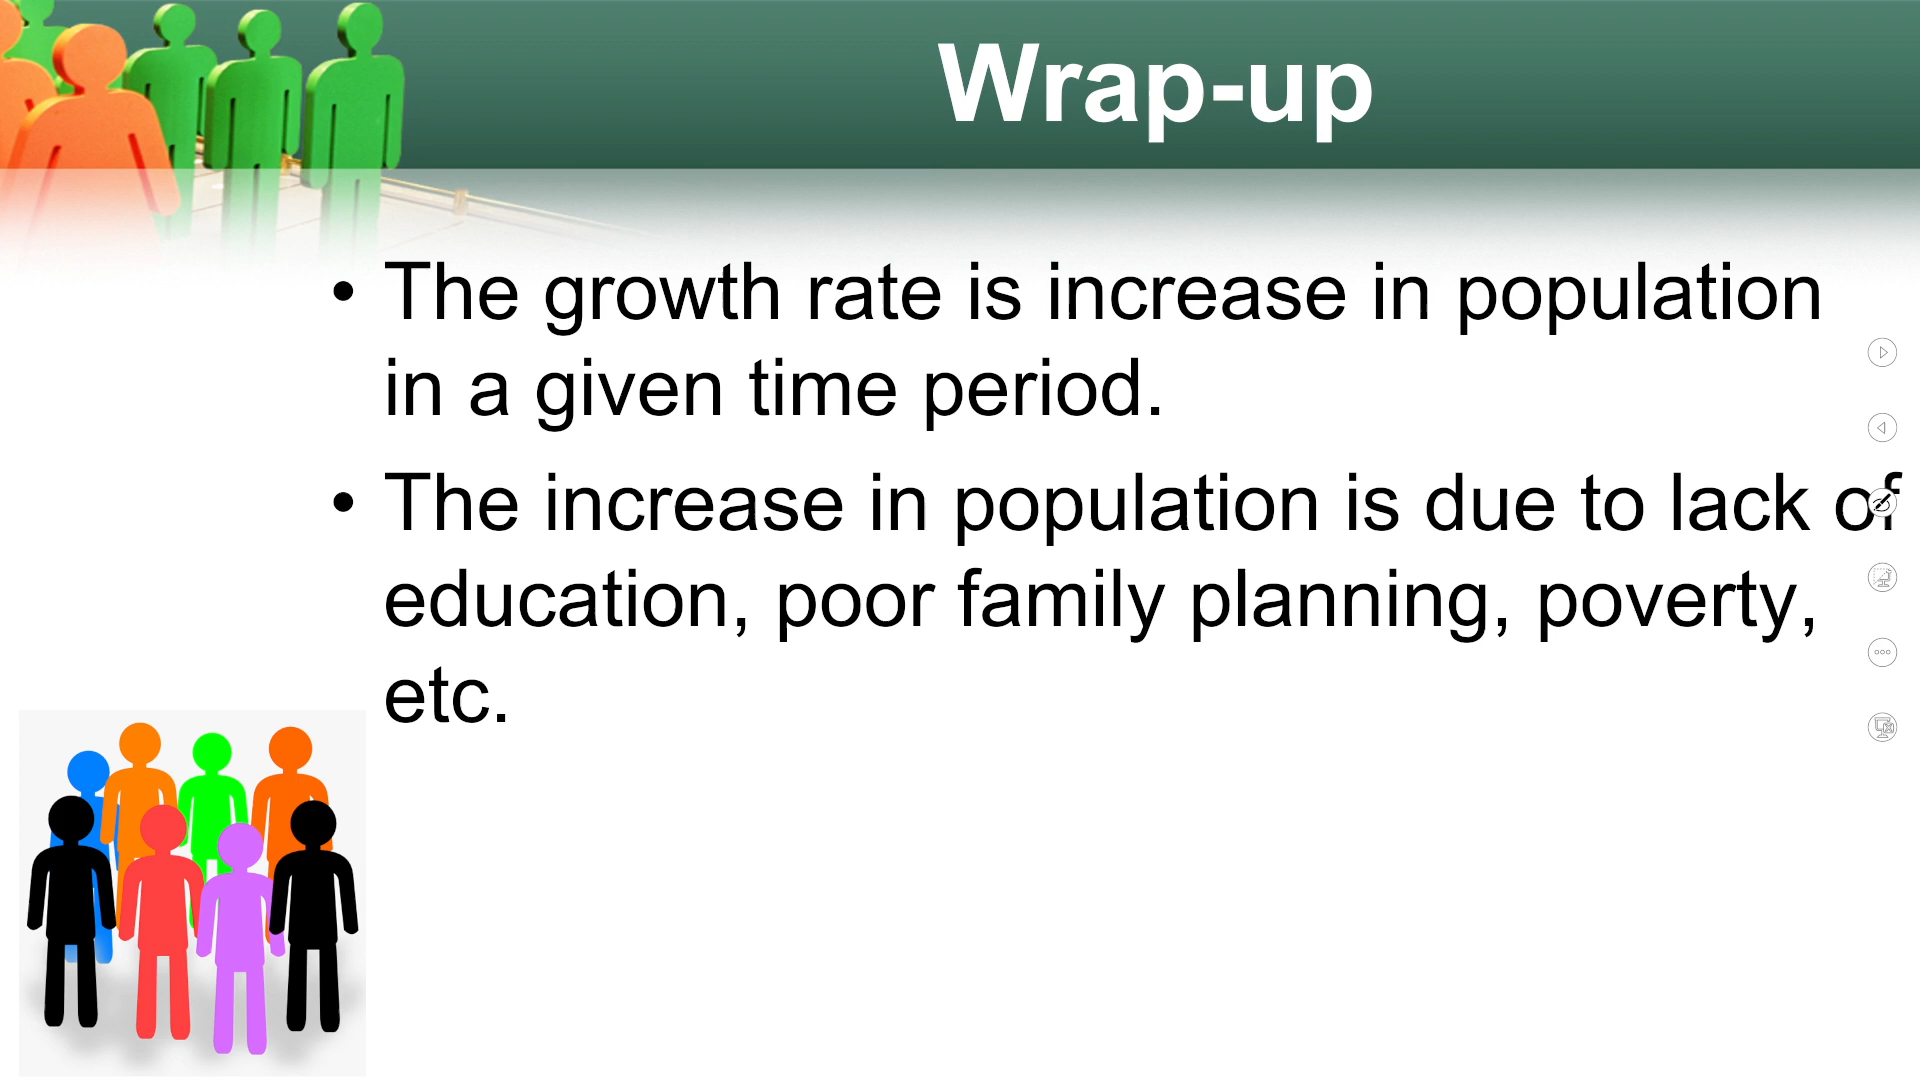 Wrap-up
• The growth rate is increase in population
in a given time period.
• The increase in population is due to lack of
education, poor family planning, poverty,
etc.